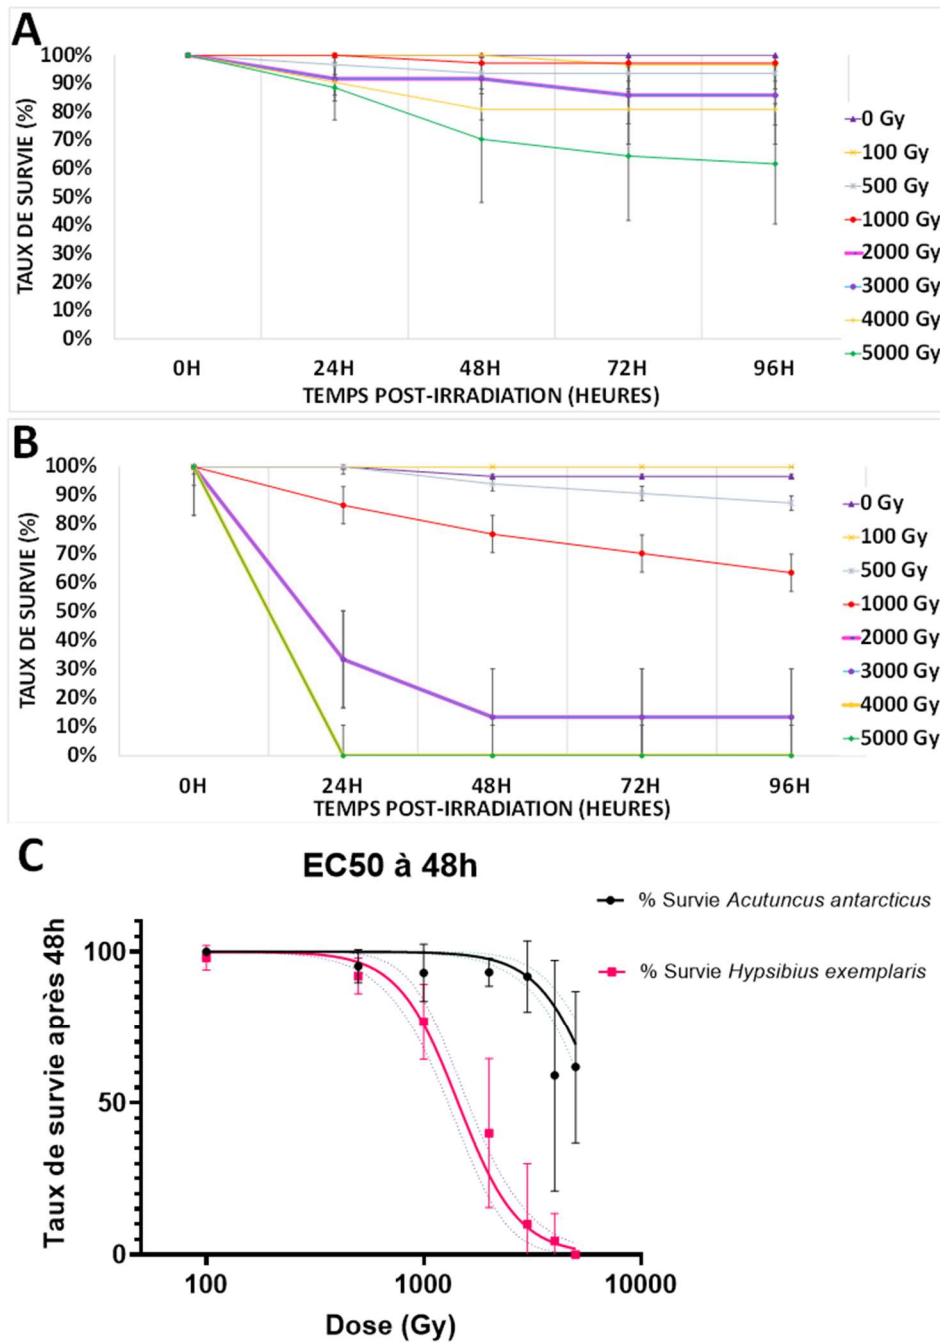 A
TAUX DE SURVIE (%)
100%
90%
80%
70%
60%
50%
40%
30%
20%
10%
0%
0H 24H 48H 72H 96H
TEMPS POST-IRRADIATION (HEURES)
0 Gy
100 Gy
500 Gy
1000 Gy
2000 Gy
3000 Gy
4000 Gy
5000 Gy
B
TAUX DE SURVIE (%)
100%
90%
80%
70%
60%
50%
40%
30%
20%
10%
0%
0H 24H 48H 72H 96H
TEMPS POST-IRRADIATION (HEURES)
0 Gy
100 Gy
500 Gy
1000 Gy
2000 Gy
3000 Gy
4000 Gy
5000 Gy
C
EC50 à 48h
% Survie Acutuncus antarcticus
% Survie Hypsibius exemplaris
Taux de survie après 48h
100
50
0
100 1000 10000
Dose (Gy)